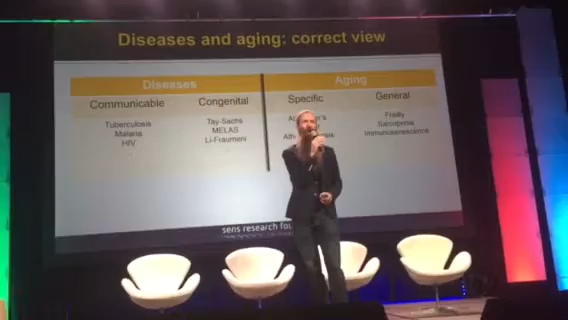 Diseases and aging: correct view
Diseases
Aging
Communicable
Congenital
Specific
General
Tuberculosis
Malaria
HIV
Tay-Sachs
MELAS
Li-Fraumeni
Frailty
Sarcopenia
Immunosenescence
sens research